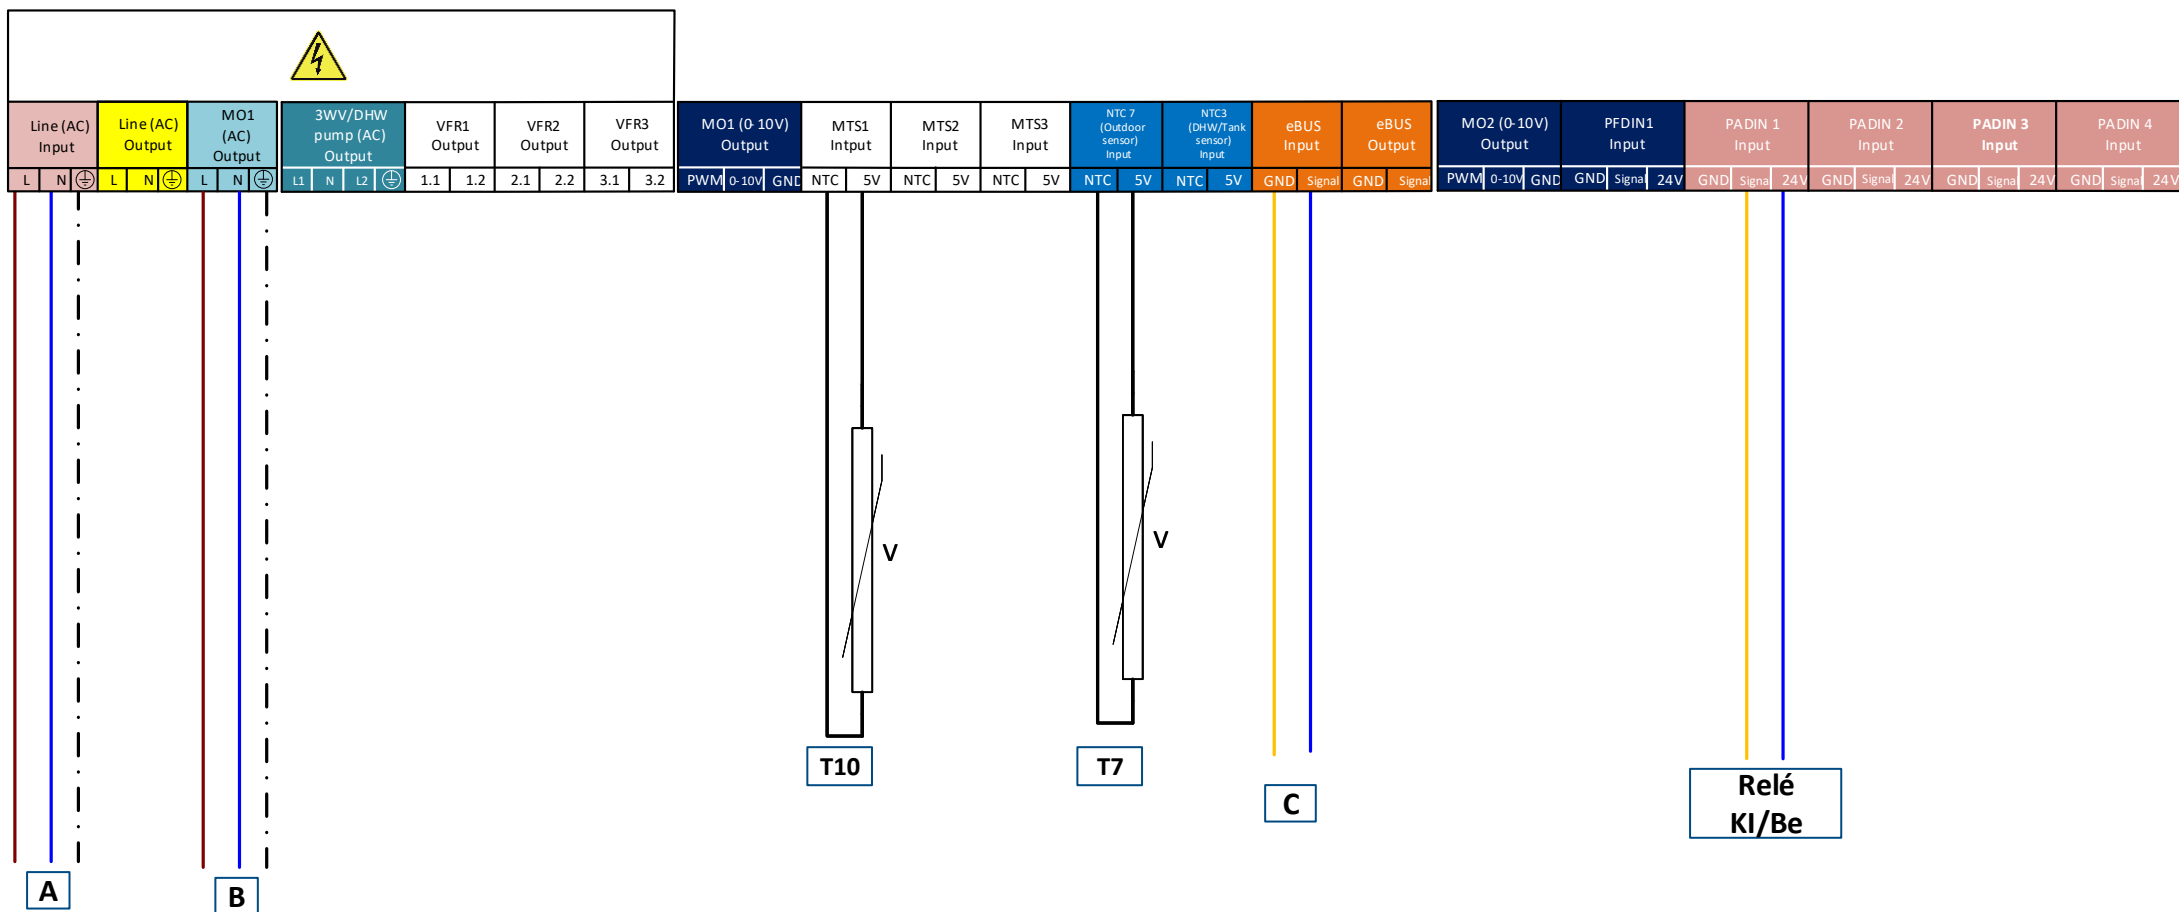 Line (AC) Input
Line (AC) Output
MO1 (AC) Output
3WV/DHW pump (AC) Output
VFR1 Output
VFR2 Output
VFR3 Output
MO1 (0-10V) Output
MTS1 Intput
MTS2 Input
MTS3 Input
NTC 7 (Outdoor sensor) Input
NTC3 (DHW/Tank sensor) Input
eBUS Input
eBUS Output
MO2 (0-10V) Output
PFDIN1 Input
PADIN 1 Input
PADIN 2 Input
PADIN 3 Input
PADIN 4 Input
L N L N L N L1 N L2 1.1 1.2 2.1 2.2 3.1 3.2 PWM 0-10V GND NTC 5V NTC 5V NTC 5V NTC 5V NTC 5V GND Signal GND Signal PWM 0-10V GND GND Signal 24V GND Signal 24V GND Signal 24V GND Signal 24V GND Signal 24V
V
V
T10
T7
C
Relé
KI/Be
A
B